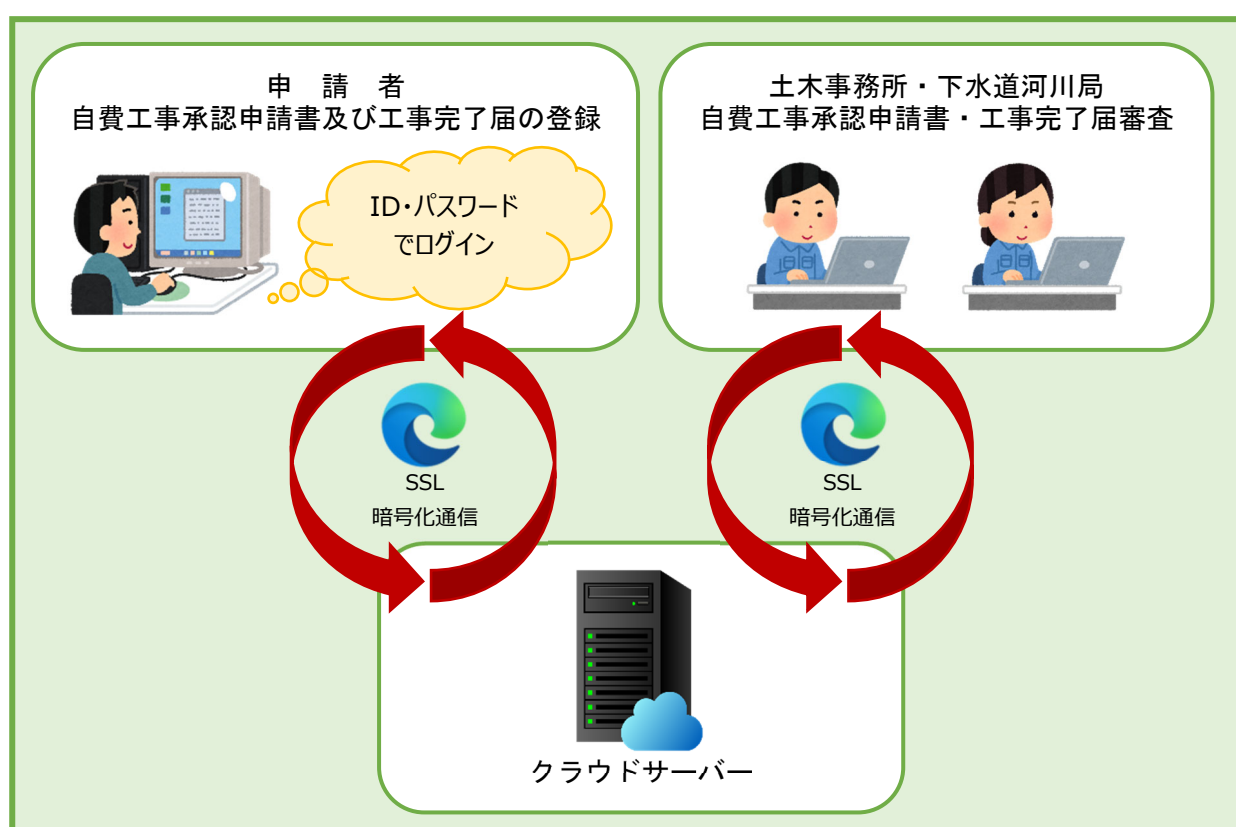 申 請 者
自費工事承認申請書及び工事完了届の登録
ID・パスワード
でログイン
土木事務所・下水道河川局
自費工事承認申請書・工事完了届審査
SSL
暗号化通信
SSL
暗号化通信
クラウドサーバー